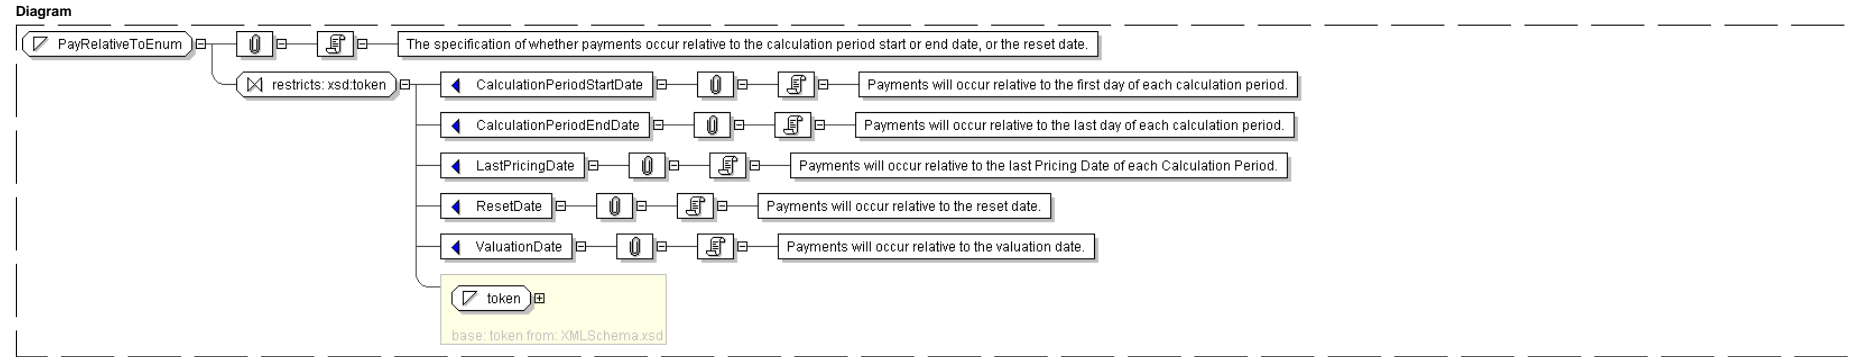 Diagram
PayRelativeToEnum The specification of whether payments occur relative to the calculation period start or end date, or the reset date.
restricts: xsd:token CalculationPeriodStartDate Payments will occur relative to the first day of each calculation period.
CalculationPeriodEndDate Payments will occur relative to the last day of each calculation period.
LastPricingDate Payments will occur relative to the last Pricing Date of each Calculation Period.
ResetDate Payments will occur relative to the reset date.
ValuationDate Payments will occur relative to the valuation date.
token
base: token from: XMLSchema.xsd